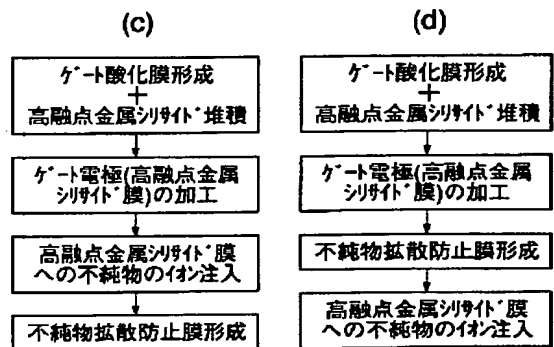 (c)
ゲート酸化膜形成
+
高融点金属シリサイド堆積
ゲート電極(高融点金属
シリサイド膜)の加工
高融点金属シリサイド膜
への不純物のイオン注入
不純物拡散防止膜形成
(d)
ゲート酸化膜形成
+
高融点金属シリサイド堆積
ゲート電極(高融点金属
シリサイド膜)の加工
不純物拡散防止膜形成
高融点金属シリサイド膜
への不純物のイオン注入